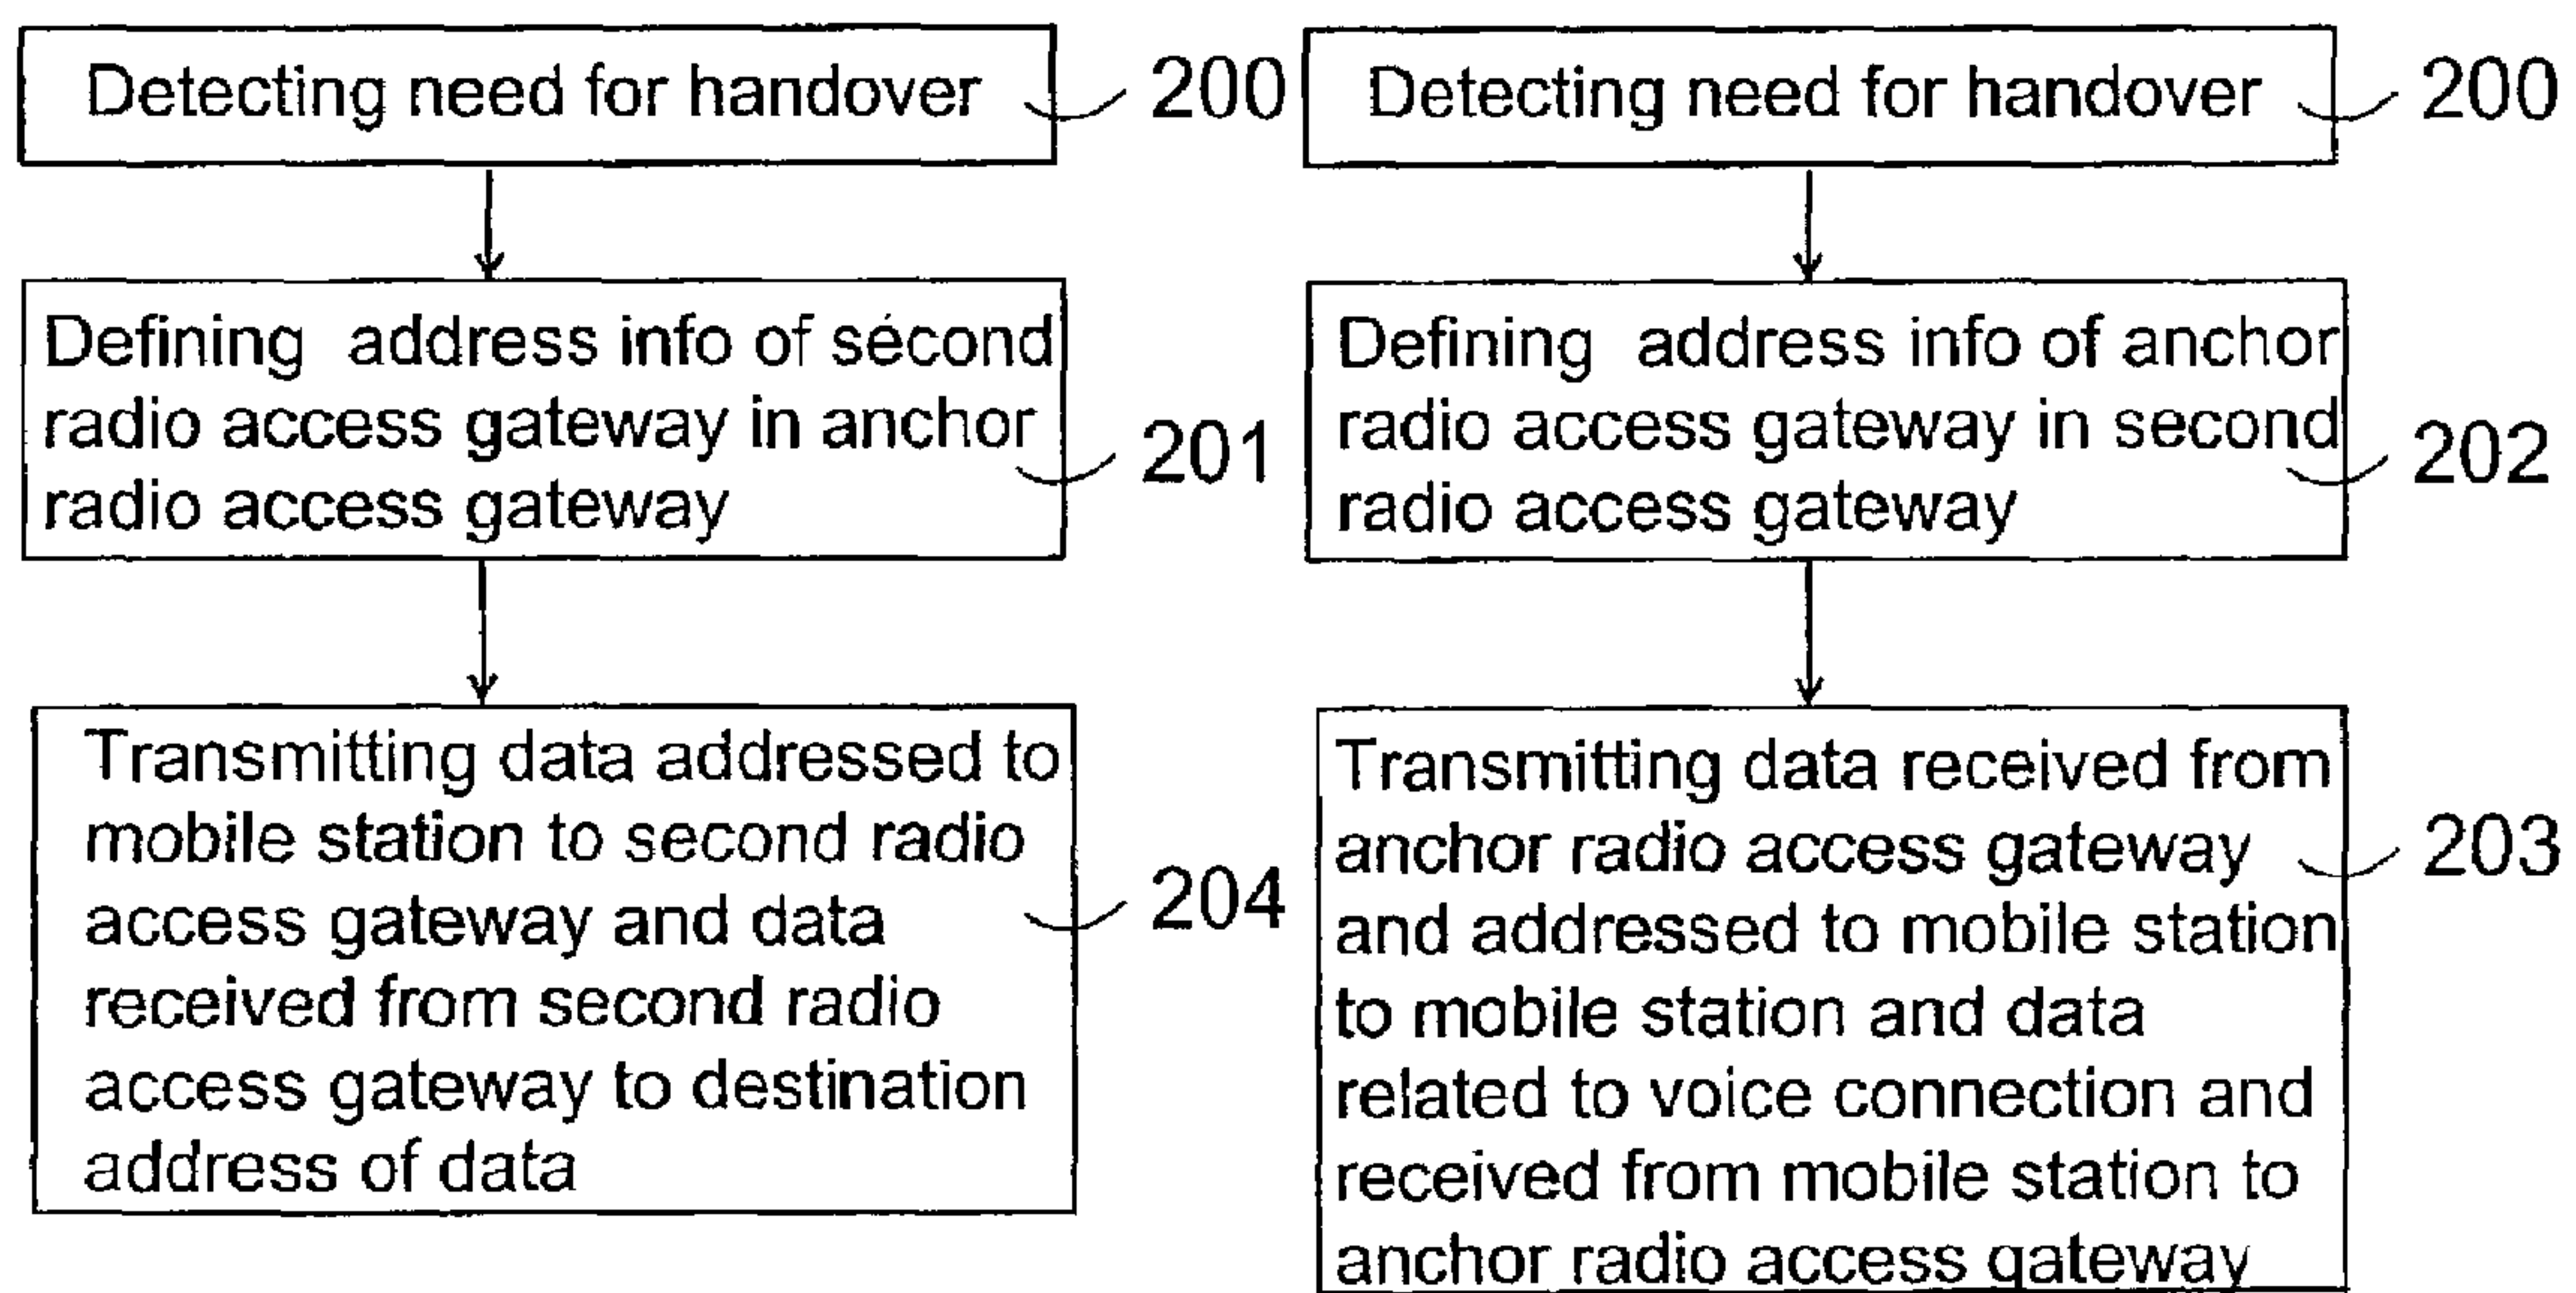 Detecting need for handover
200
Defining address info of second
radio access gateway in anchor
radio access gateway
201
Transmitting data addressed to
mobile station to second radio
access gateway and data
received from second radio
access gateway to destination
address of data
204
Detecting need for handover
200
Defining address info of anchor
radio access gateway in second
radio access gateway
202
Transmitting data received from
anchor radio access gateway
and addressed to mobile station
to mobile station and data
related to voice connection and
received from mobile station to
anchor radio access gateway
203